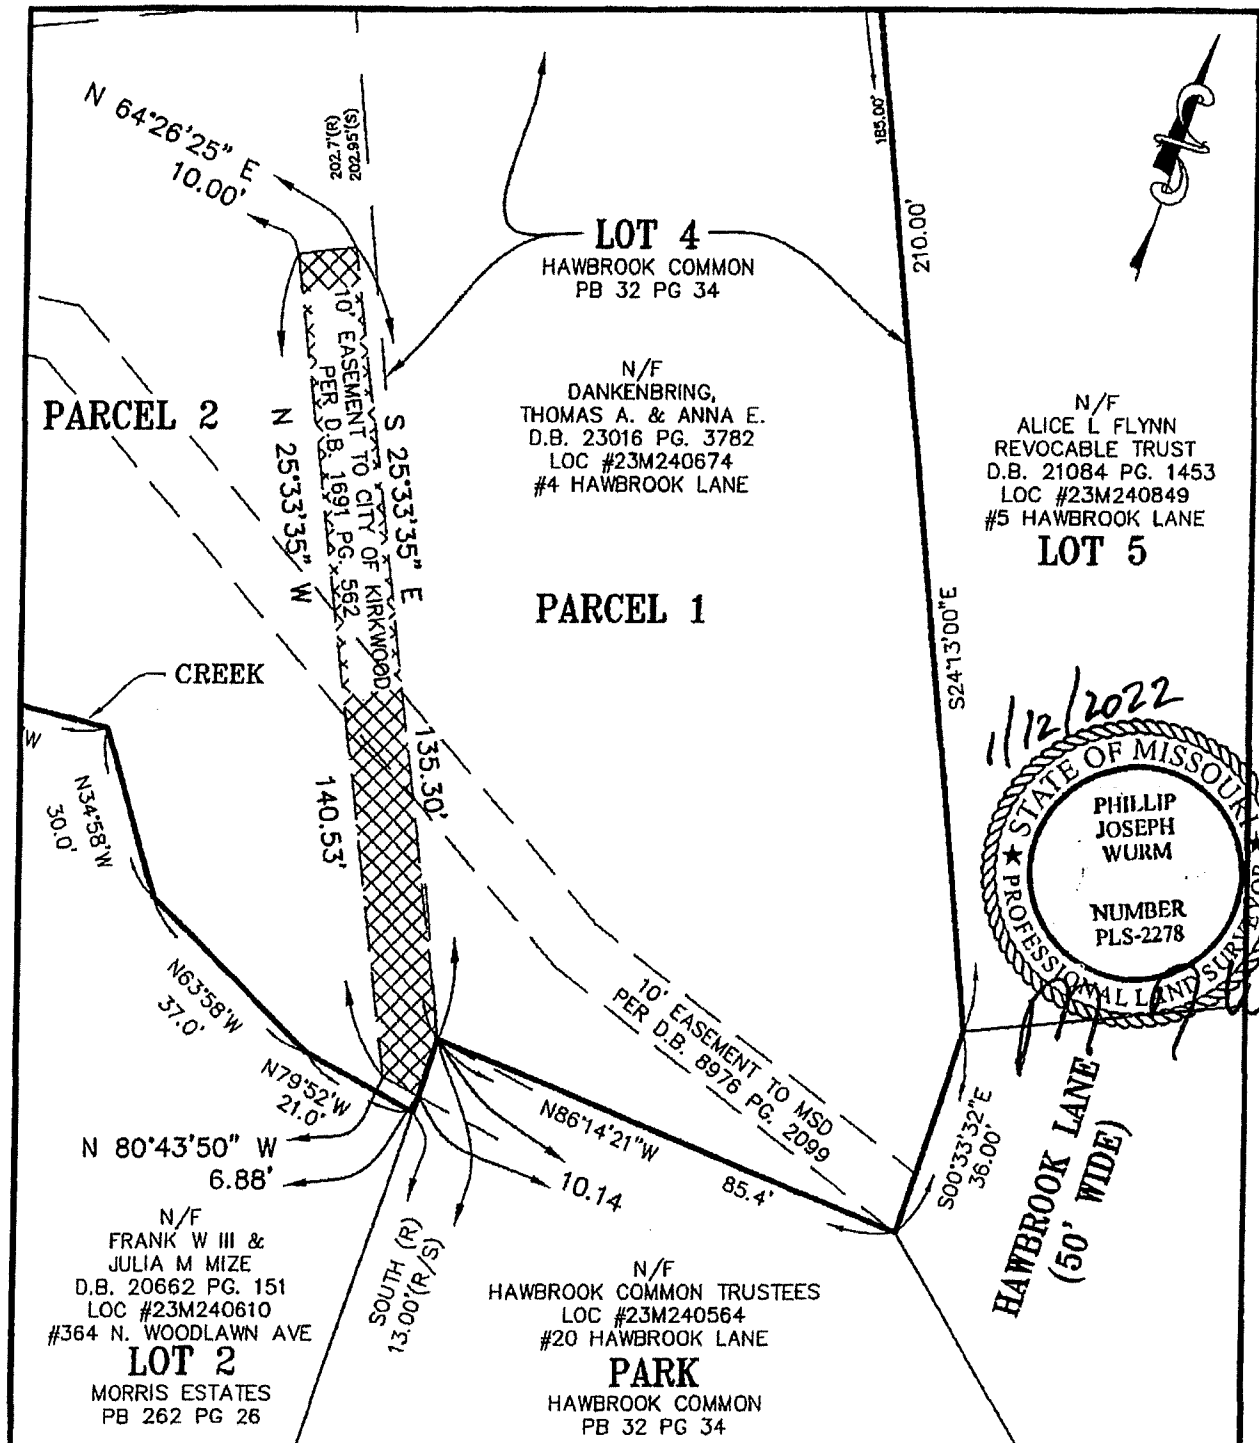 N 64°26'25" E
10.00'
202.7'(R)
202.95'(S)
185.00'
210.00'
LOT 4
HAWBROOK COMMON
PB 32 PG 34
N/F
DANKENBRING,
THOMAS A. & ANNA E.
D.B. 23016 PG. 3782
LOC #23M240674
#4 HAWBROOK LANE
N/F
ALICE L FLYNN
REVOCABLE TRUST
D.B. 21084 PG. 1453
LOC #23M240849
#5 HAWBROOK LANE
LOT 5
PARCEL 2
10' EASEMENT TO CITY OF KIRKWOOD
PER D.B. 1691 PG. 562
N 25°33'35" W
S 25°33'35" E
PARCEL 1
S24°13'00"E
CREEK
W
N34°58'W
30.0'
140.53'
135.30'
1/12/2022
STATE OF MISSOURI
PHILLIP
JOSEPH
WURM
NUMBER
PLS-2278
PROFESSIONAL LAND SURVEYOR
N63°58'W
37.0'
N79°52'W
21.0'
10' EASEMENT TO MSD
PER D.B. 8976 PG. 2099
N86°14'21"W
85.4'
S00°33'32"E
36.00'
HAWBROOK LANE
(50' WIDE)
N 80°43'50" W
6.88'
10.14
SOUTH (R)
13.00'(R/S)
N/F
FRANK W III &
JULIA M MIZE
D.B. 20662 PG. 151
LOC #23M240610
#364 N. WOODLAWN AVE
LOT 2
MORRIS ESTATES
PB 262 PG 26
N/F
HAWBROOK COMMON TRUSTEES
LOC #23M240564
#20 HAWBROOK LANE
PARK
HAWBROOK COMMON
PB 32 PG 34